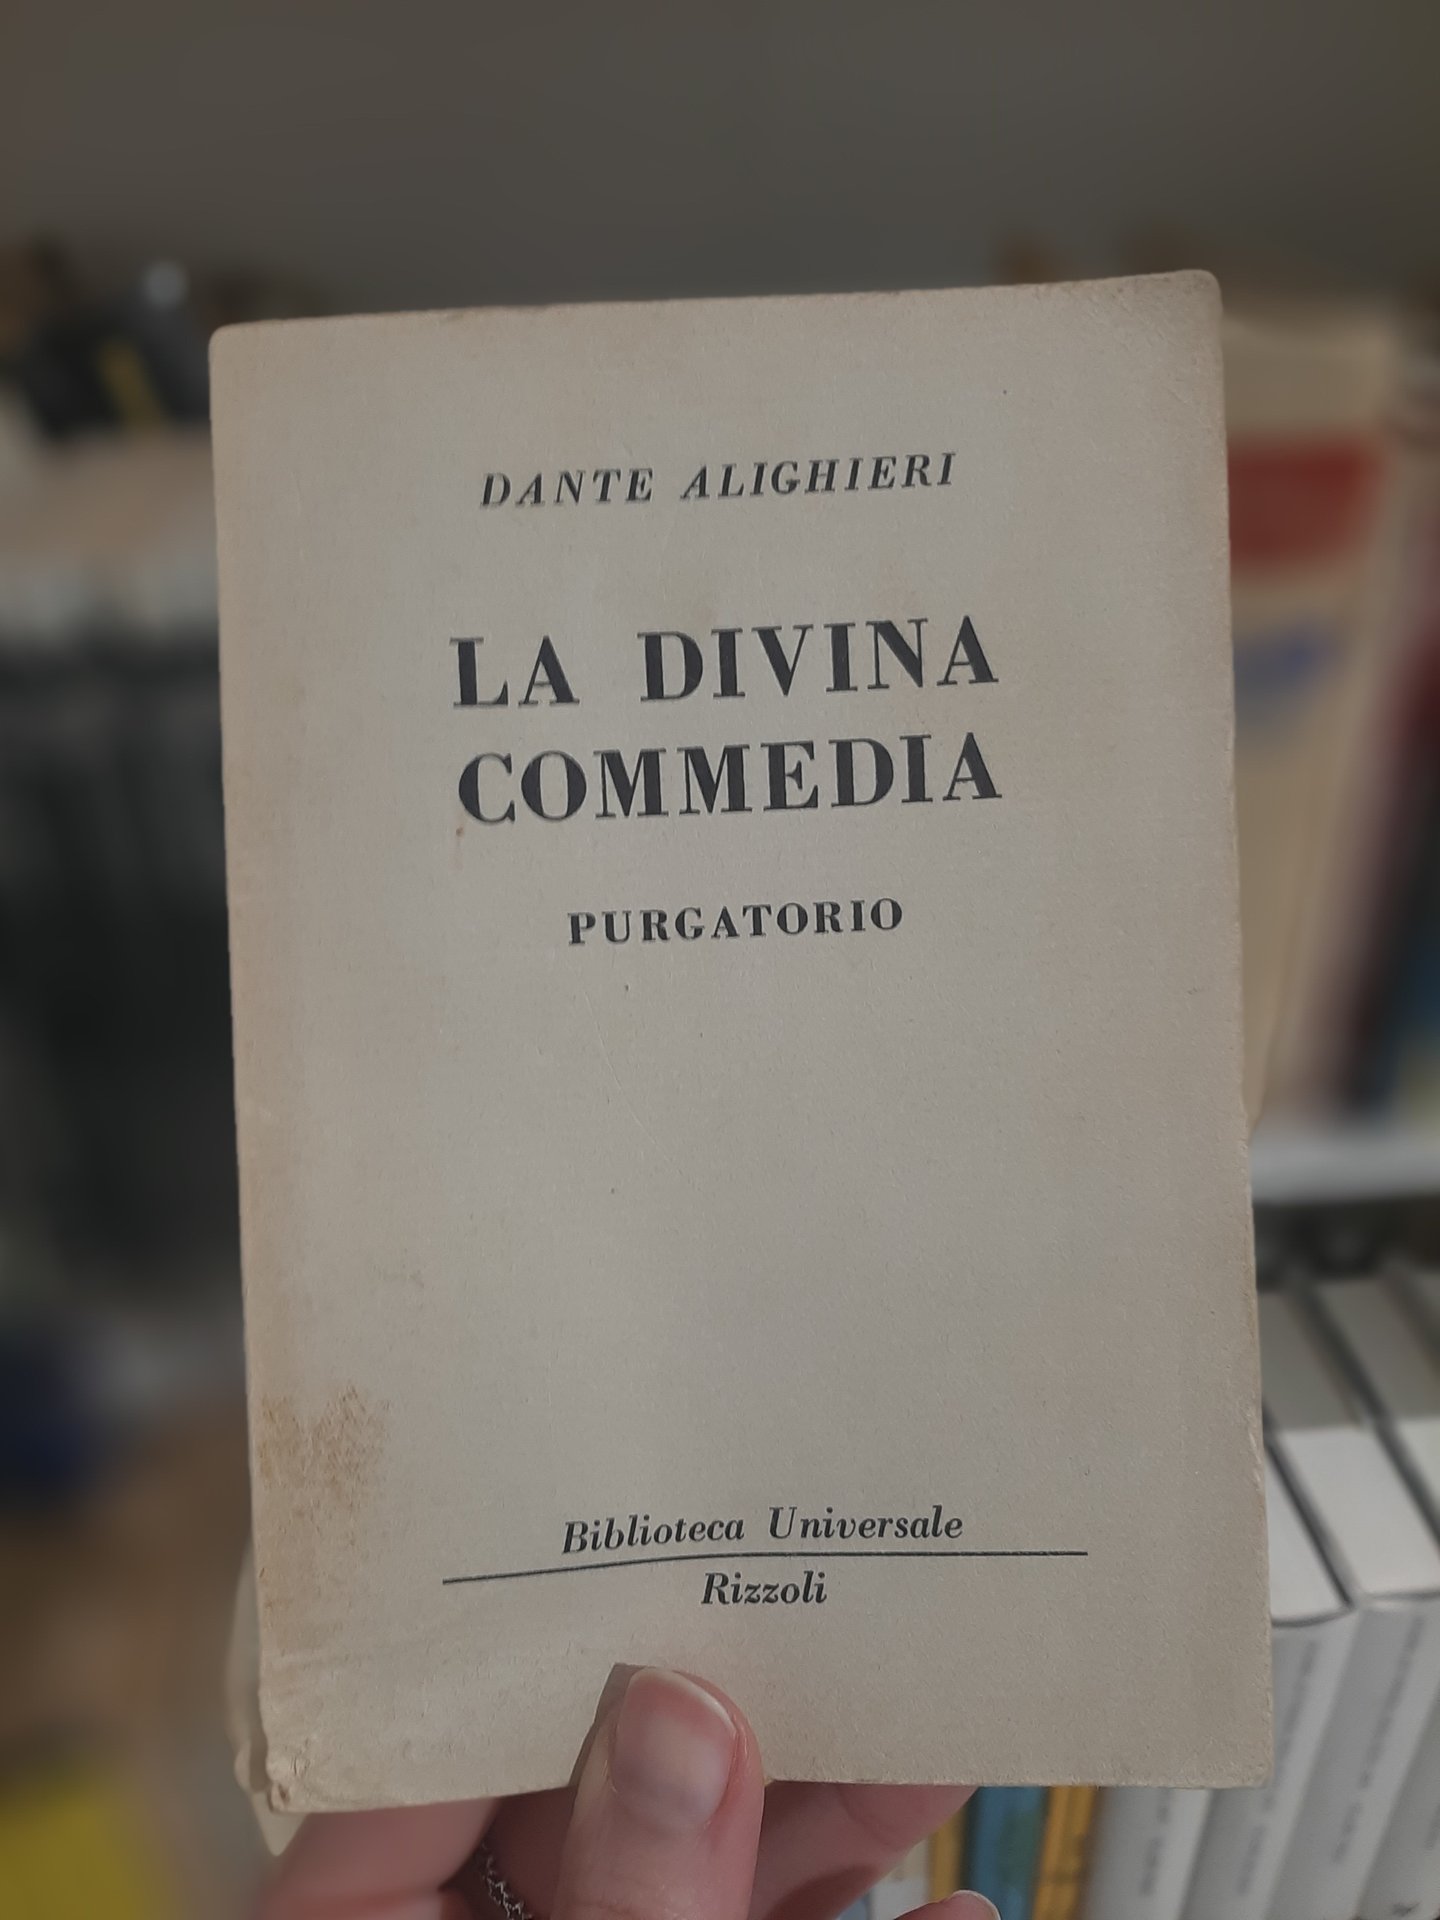 DANTE ALIGHIERI
LA DIVINA
COMMEDIA
PURGATORIO
Biblioteca Universale
Rizzoli